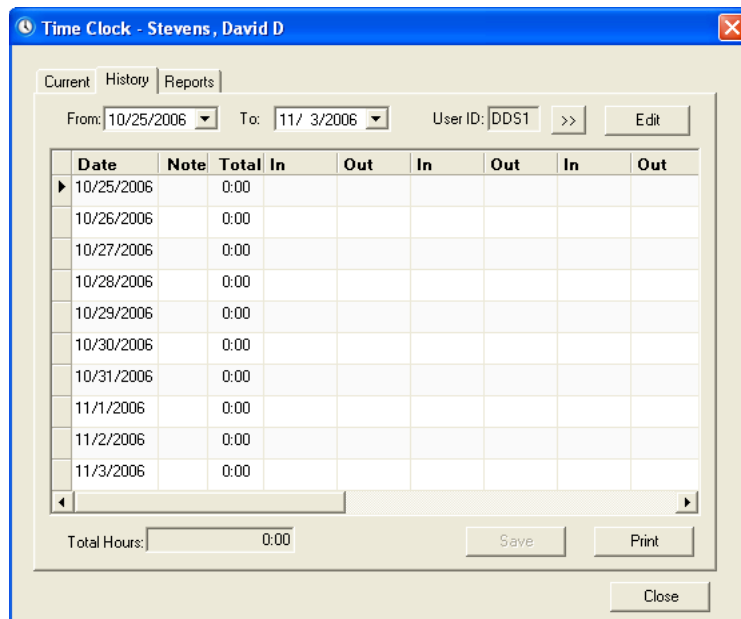 Time Clock - Stevens, David D
Current History Reports
From: 10/25/2006 To: 11/ 3/2006 User ID: DDS1 >> Edit
Date Note Total In Out In Out In Out
10/25/2006 0:00
10/26/2006 0:00
10/27/2006 0:00
10/28/2006 0:00
10/29/2006 0:00
10/30/2006 0:00
10/31/2006 0:00
11/1/2006 0:00
11/2/2006 0:00
11/3/2006 0:00
Total Hours: 0:00 Save Print
Close